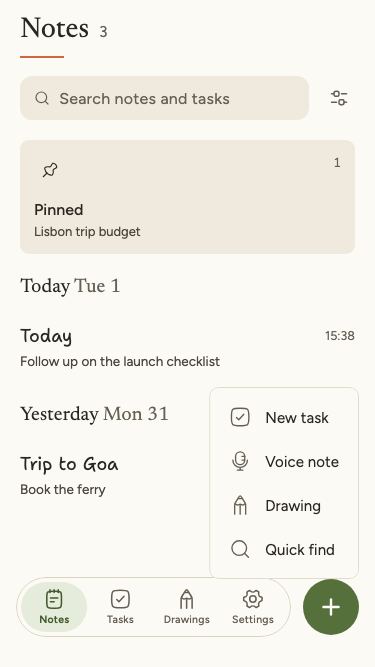 Notes 3
Search notes and tasks
1
Pinned
Lisbon trip budget
Today Tue 1
Today 15:38
Follow up on the launch checklist
Yesterday Mon 31
Trip to Goa
Book the ferry
New task
Voice note
Drawing
Quick find
Notes Tasks Drawings Settings